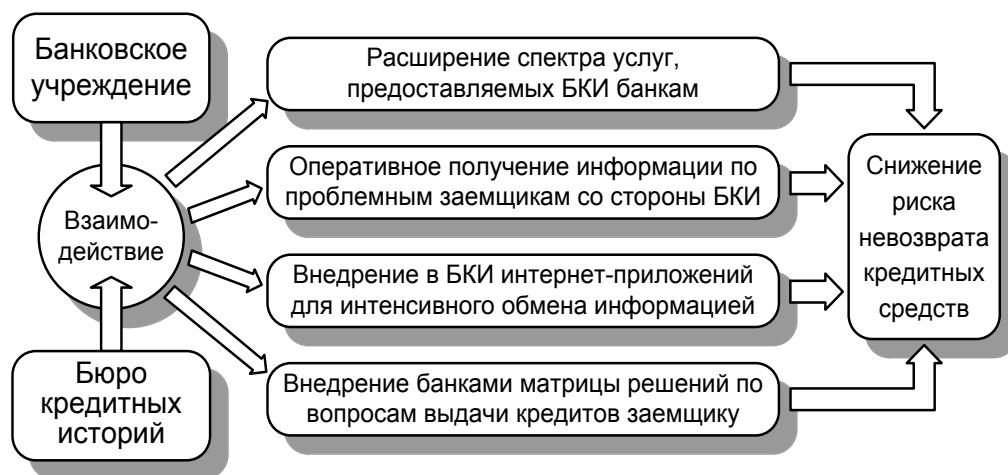 Банковское
учреждение
Взаимо-
действие
Бюро
кредитных
историй
Расширение спектра услуг,
предоставляемых БКИ банкам
Оперативное получение информации по
проблемным заемщикам со стороны БКИ
Внедрение в БКИ интернет-приложений
для интенсивного обмена информацией
Внедрение банками матрицы решений по
вопросам выдачи кредитов заемщику
Снижение
риска
невозврата
кредитных
средств